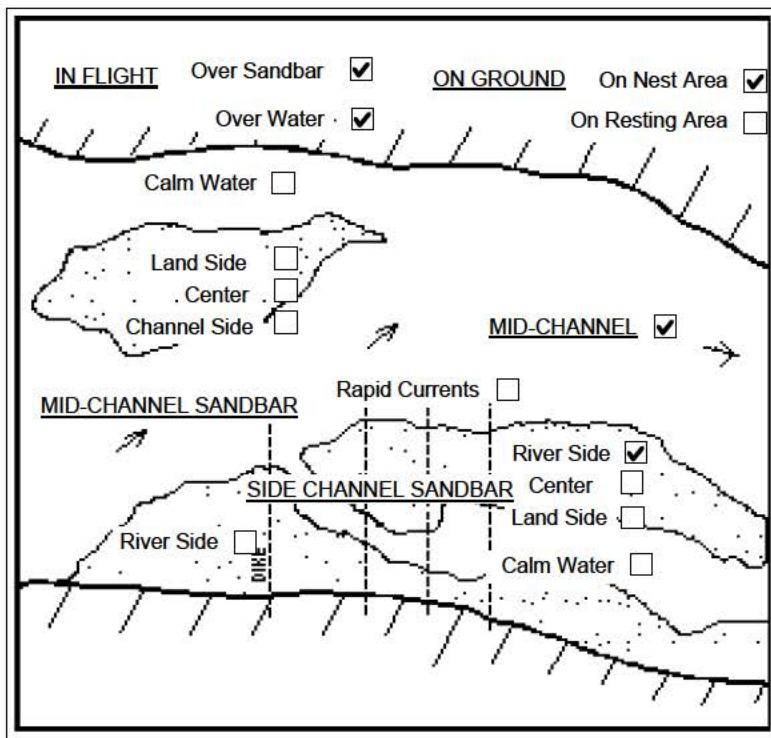 IN FLIGHT Over Sandbar ON GROUND On Nest Area
Over Water On Resting Area
Calm Water
Land Side
Center
Channel Side
MID-CHANNEL
Rapid Currents
MID-CHANNEL SANDBAR
River Side
SIDE CHANNEL SANDBAR
Center
Land Side
River Side
DIKE
Calm Water